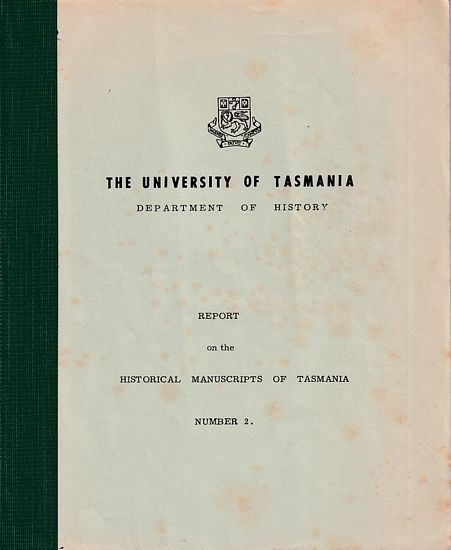 THE UNIVERSITY OF TASMANIA
DEPARTMENT OF HISTORY
REPORT
on the
HISTORICAL MANUSCRIPTS OF TASMANIA
NUMBER 2.